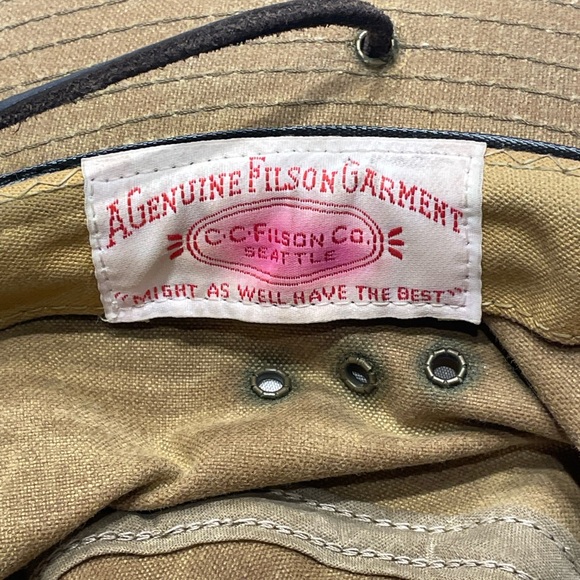 A GENUINE FILSON GARMENT
C·C·FILSON CO.
SEATTLE
"MIGHT AS WELL HAVE THE BEST"